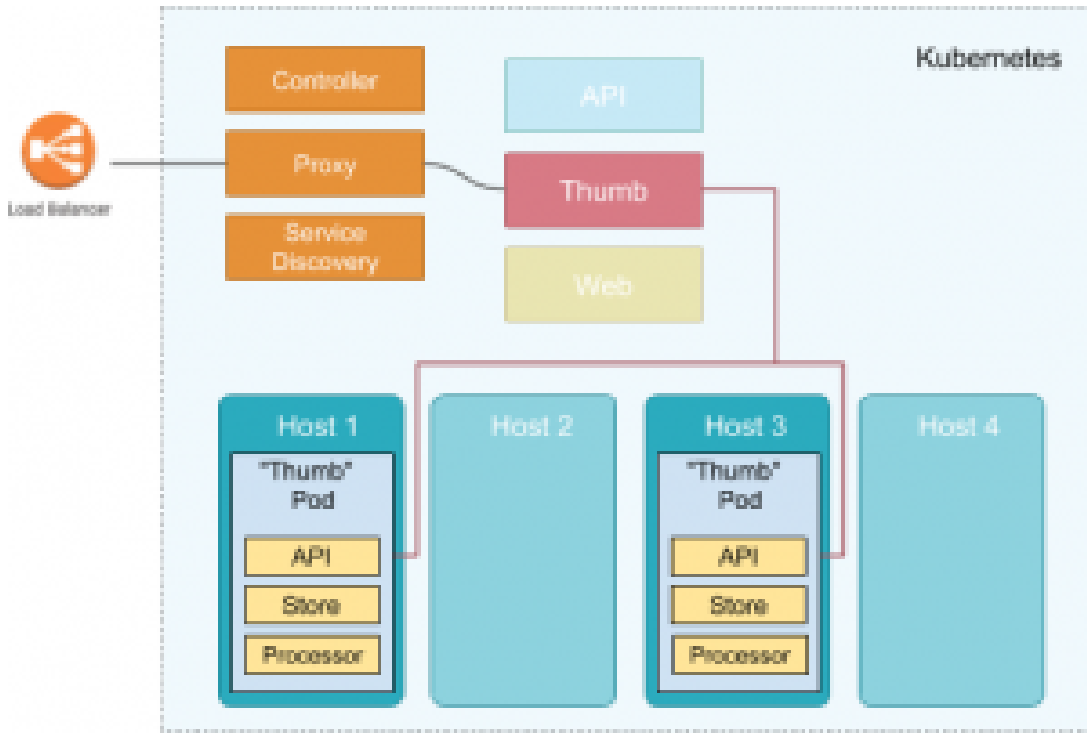 Kubernetes
Controller
API
Load Balancer
Proxy
Thumb
Service
Discovery
Web
Host 1
Host 2
Host 3
Host 4
"Thumb"
Pod
API
Store
Processor
"Thumb"
Pod
API
Store
Processor